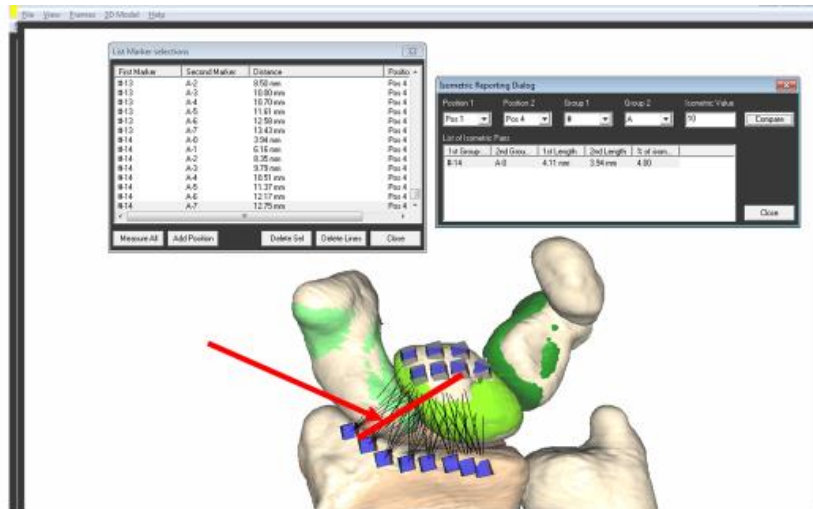 File View Frames 3D Model Help
List Marker selections
First Marker Second Marker Distance Positio
#-13 A-2 8.50 mm Pos 4
#-13 A-3 10.00 mm Pos 4
#-13 A-4 10.70 mm Pos 4
#-13 A-5 11.61 mm Pos 4
#-13 A-6 12.58 mm Pos 4
#-13 A-7 13.43 mm Pos 4
#-14 A-0 3.94 mm Pos 4
#-14 A-1 6.16 mm Pos 4
#-14 A-2 8.35 mm Pos 4
#-14 A-3 9.79 mm Pos 4
#-14 A-4 10.51 mm Pos 4
#-14 A-5 11.37 mm Pos 4
#-14 A-6 12.17 mm Pos 4
#-14 A-7 12.75 mm Pos 4
Measure All Add Position Delete Sel Delete Lines Close
Isometric Reporting Dialog
Position 1 Position 2 Group 1 Group 2 Isometric Value
Pos 1 Pos 4 # A 10 Compare
List of Isometric Pairs
1st Group... 2nd Grou... 1st Length 2nd Length % of isom...
#-14 A-0 4.11 mm 3.94 mm 4.00
Close